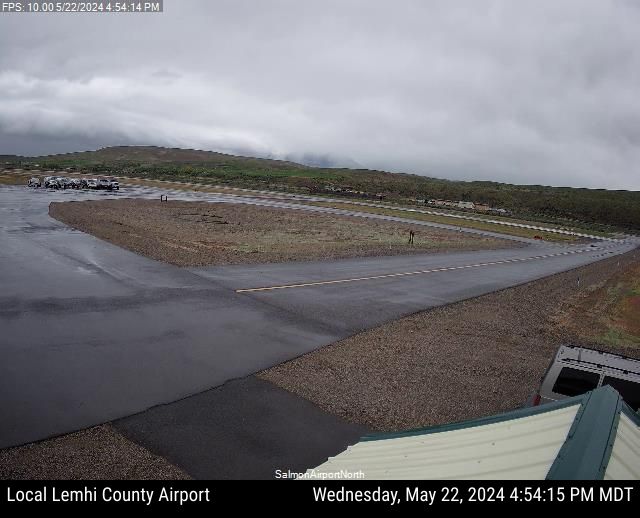 FPS: 10.00 5/22/2024 4:54:14 PM
SalmonAirportNorth
Local Lemhi County Airport Wednesday, May 22, 2024 4:54:15 PM MDT